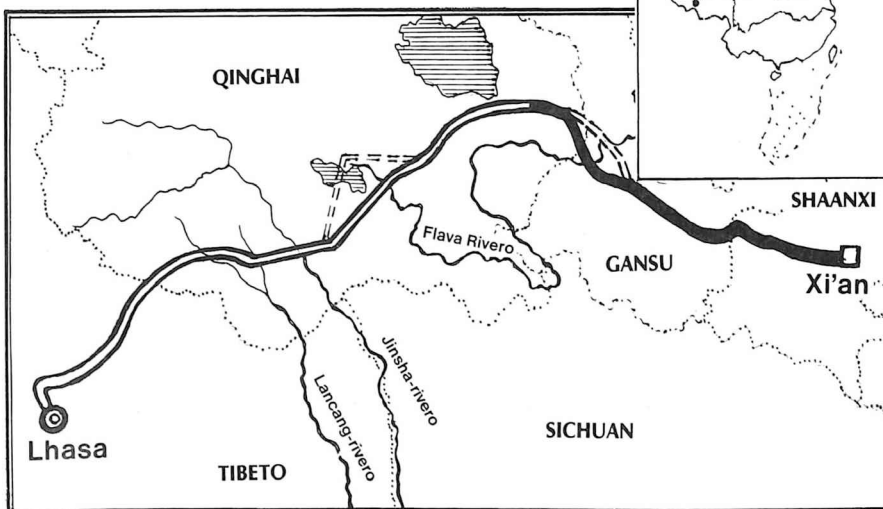 QINGHAI
SHAANXI
Flava Rivero
GANSU
Xi'an
Jinsha-rivero
Lancang-rivero
SICHUAN
Lhasa
TIBETO